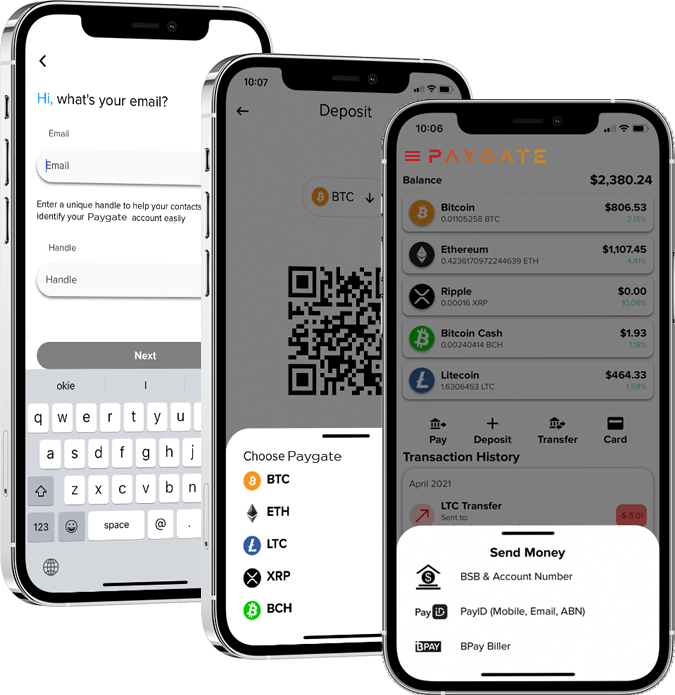 Hi, what's your email?
Email
Email
Enter a unique handle to help your contacts
identify your Paygate account easily
Handle
Handle
Next
okie
I
q w e r t y u
a s d f g h j
z x c v b n
123
space
@
.
10:07
Deposit
BTC
Choose Paygate
BTC
ETH
LTC
XRP
BCH
10:06
PAYGATE
Balance
$2,380.24
Bitcoin
$806.53
0.01105258 BTC
2.15%
Ethereum
$1,107.45
0.4236170972244639 ETH
4.41%
Ripple
$0.00
0.00016 XRP
10.06%
Bitcoin Cash
$1.93
0.00240414 BCH
1.18%
Litecoin
$464.33
1.6306453 LTC
1.58%
Pay
Deposit
Transfer
Card
Transaction History
April 2021
LTC Transfer
Sent to:
-$-5.01
Send Money
BSB & Account Number
Pay iD
PayID (Mobile, Email, ABN)
BPAY
BPay Biller